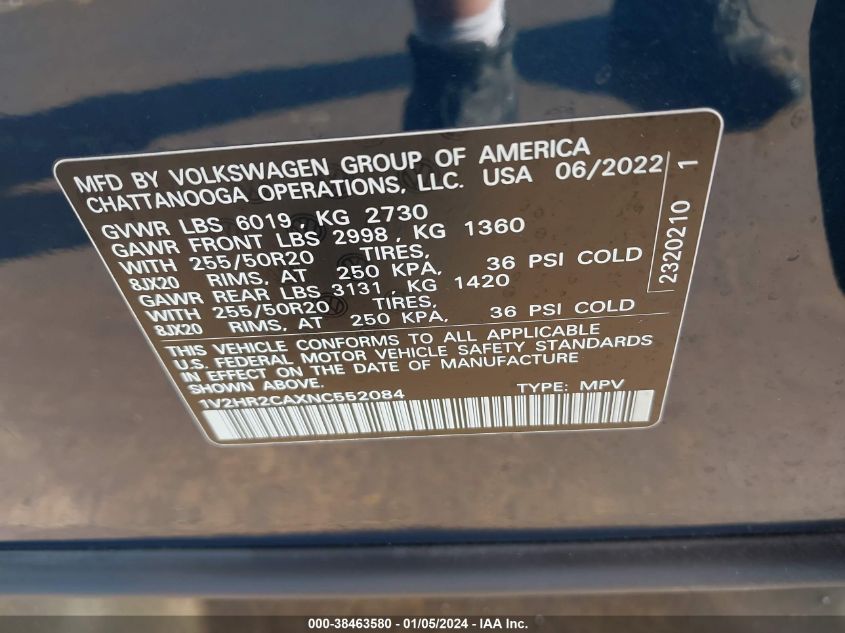 MFD BY VOLKSWAGEN GROUP OF AMERICA
CHATTANOOGA OPERATIONS, LLC. USA 06/2022
GVWR LBS 6019, KG 2730
GAWR FRONT LBS 2998, KG 1360
WITH 255/50R20 TIRES,
8JX20 RIMS, AT 250 KPA, 36 PSI COLD
GAWR REAR LBS 3131, KG 1420
WITH 255/50R20 TIRES,
8JX20 RIMS, AT 250 KPA, 36 PSI COLD
THIS VEHICLE CONFORMS TO ALL APPLICABLE
U.S. FEDERAL MOTOR VEHICLE SAFETY STANDARDS
IN EFFECT ON THE DATE OF MANUFACTURE
SHOWN ABOVE.
1V2HR2CAXNC552084 TYPE: MPV
2320210 1
000-38463580 - 01/05/2024 - IAA Inc.